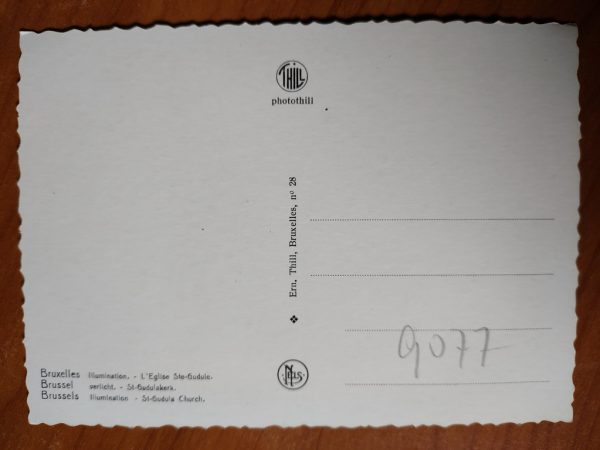 THILL
photothill
Ern. Thill, Bruxelles, nº 28
9077
NELS
Bruxelles Illumination. - L'Eglise Ste-Gudule.
Brussel verlicht. - St-Gudulakerk.
Brussels Illumination - St-Gudula Church.